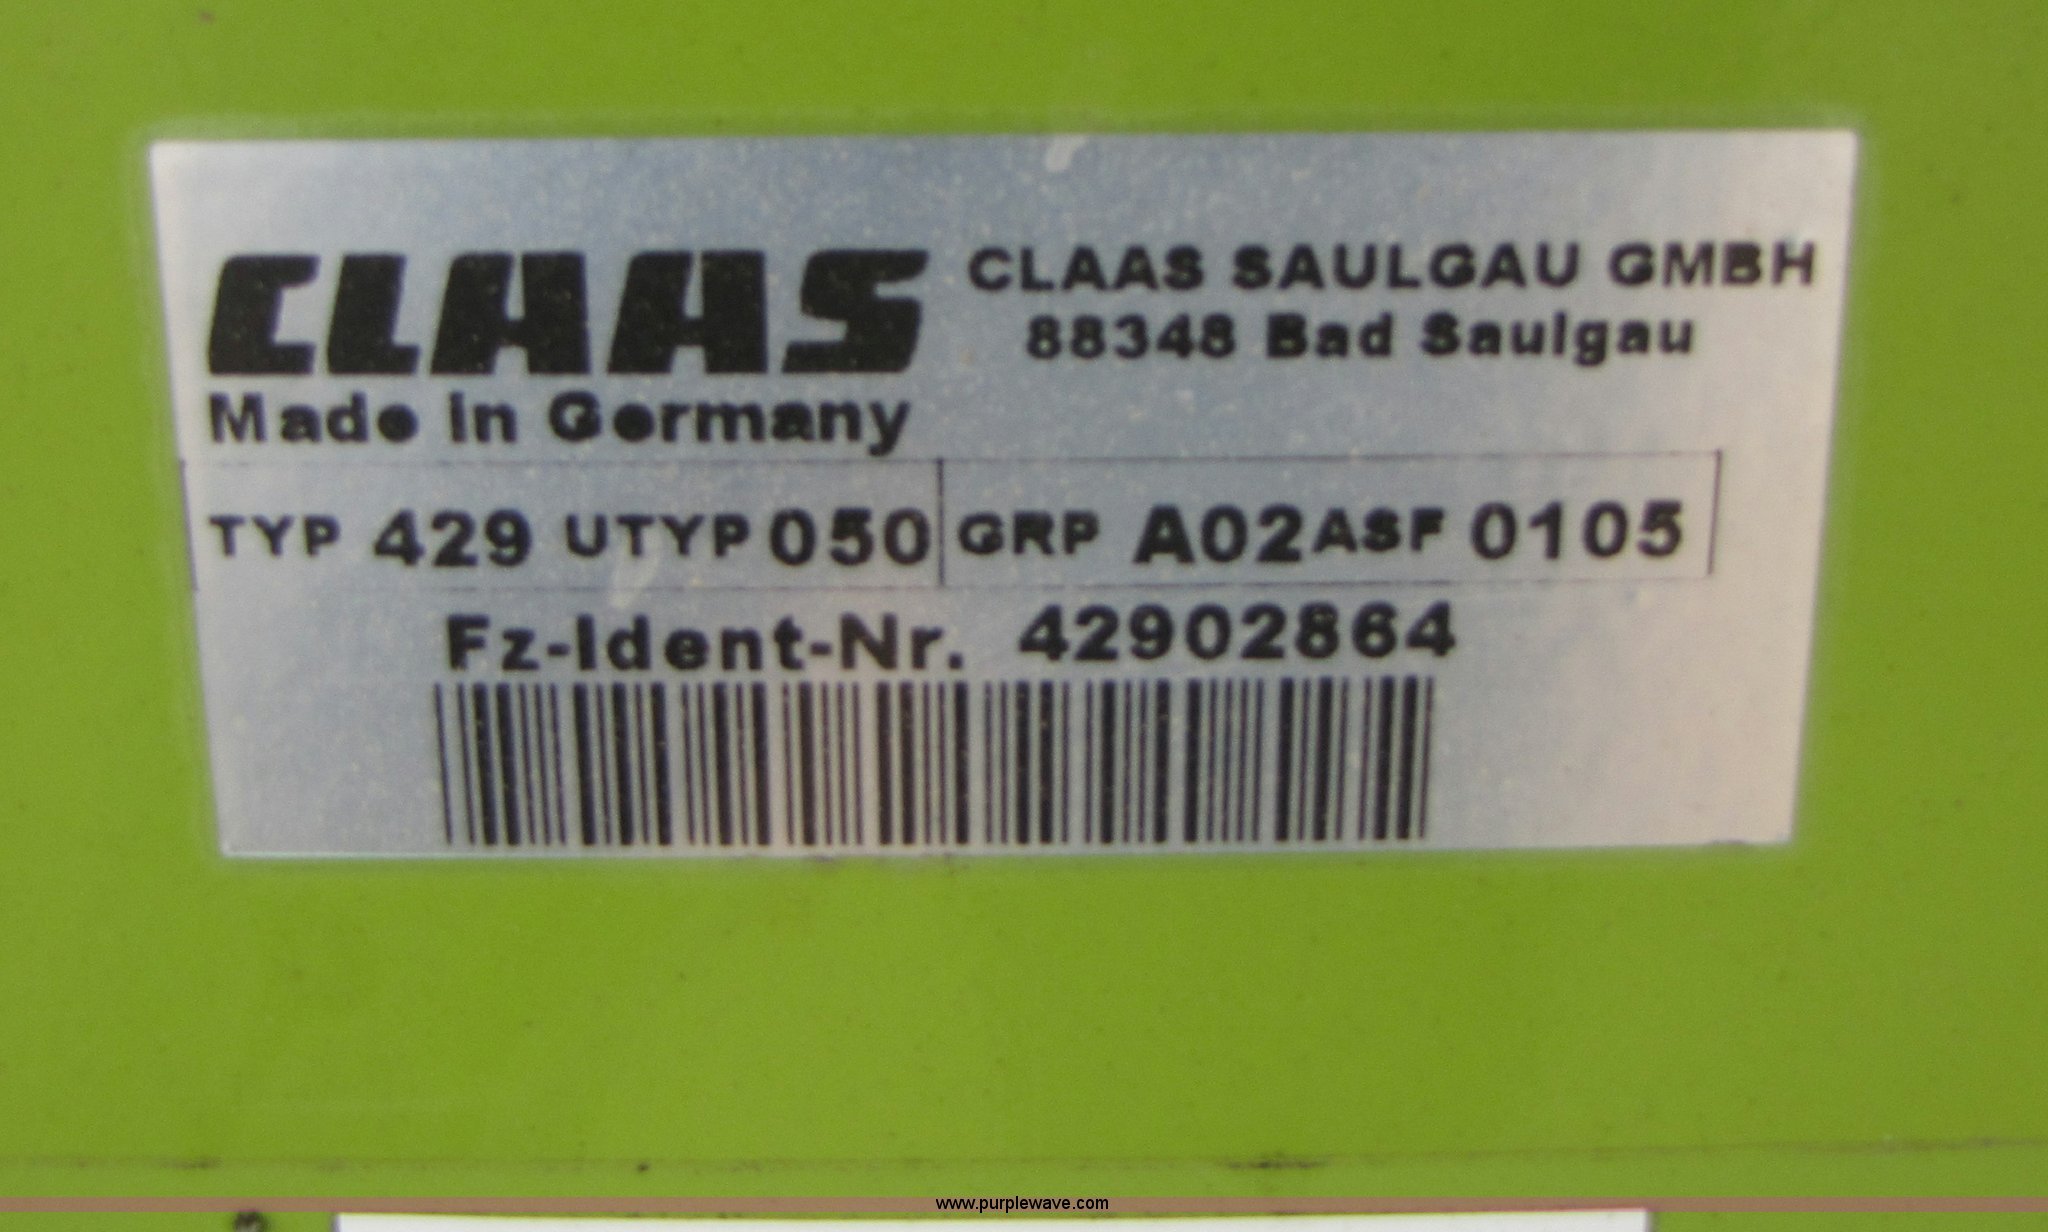 CLAAS
CLAAS SAULGAU GMBH
88348 Bad Saulgau
Made in Germany
TYP 429 UTYP 050 GRP A02 ASF 0105
Fz-Ident-Nr. 42902864
www.purplewave.com
3